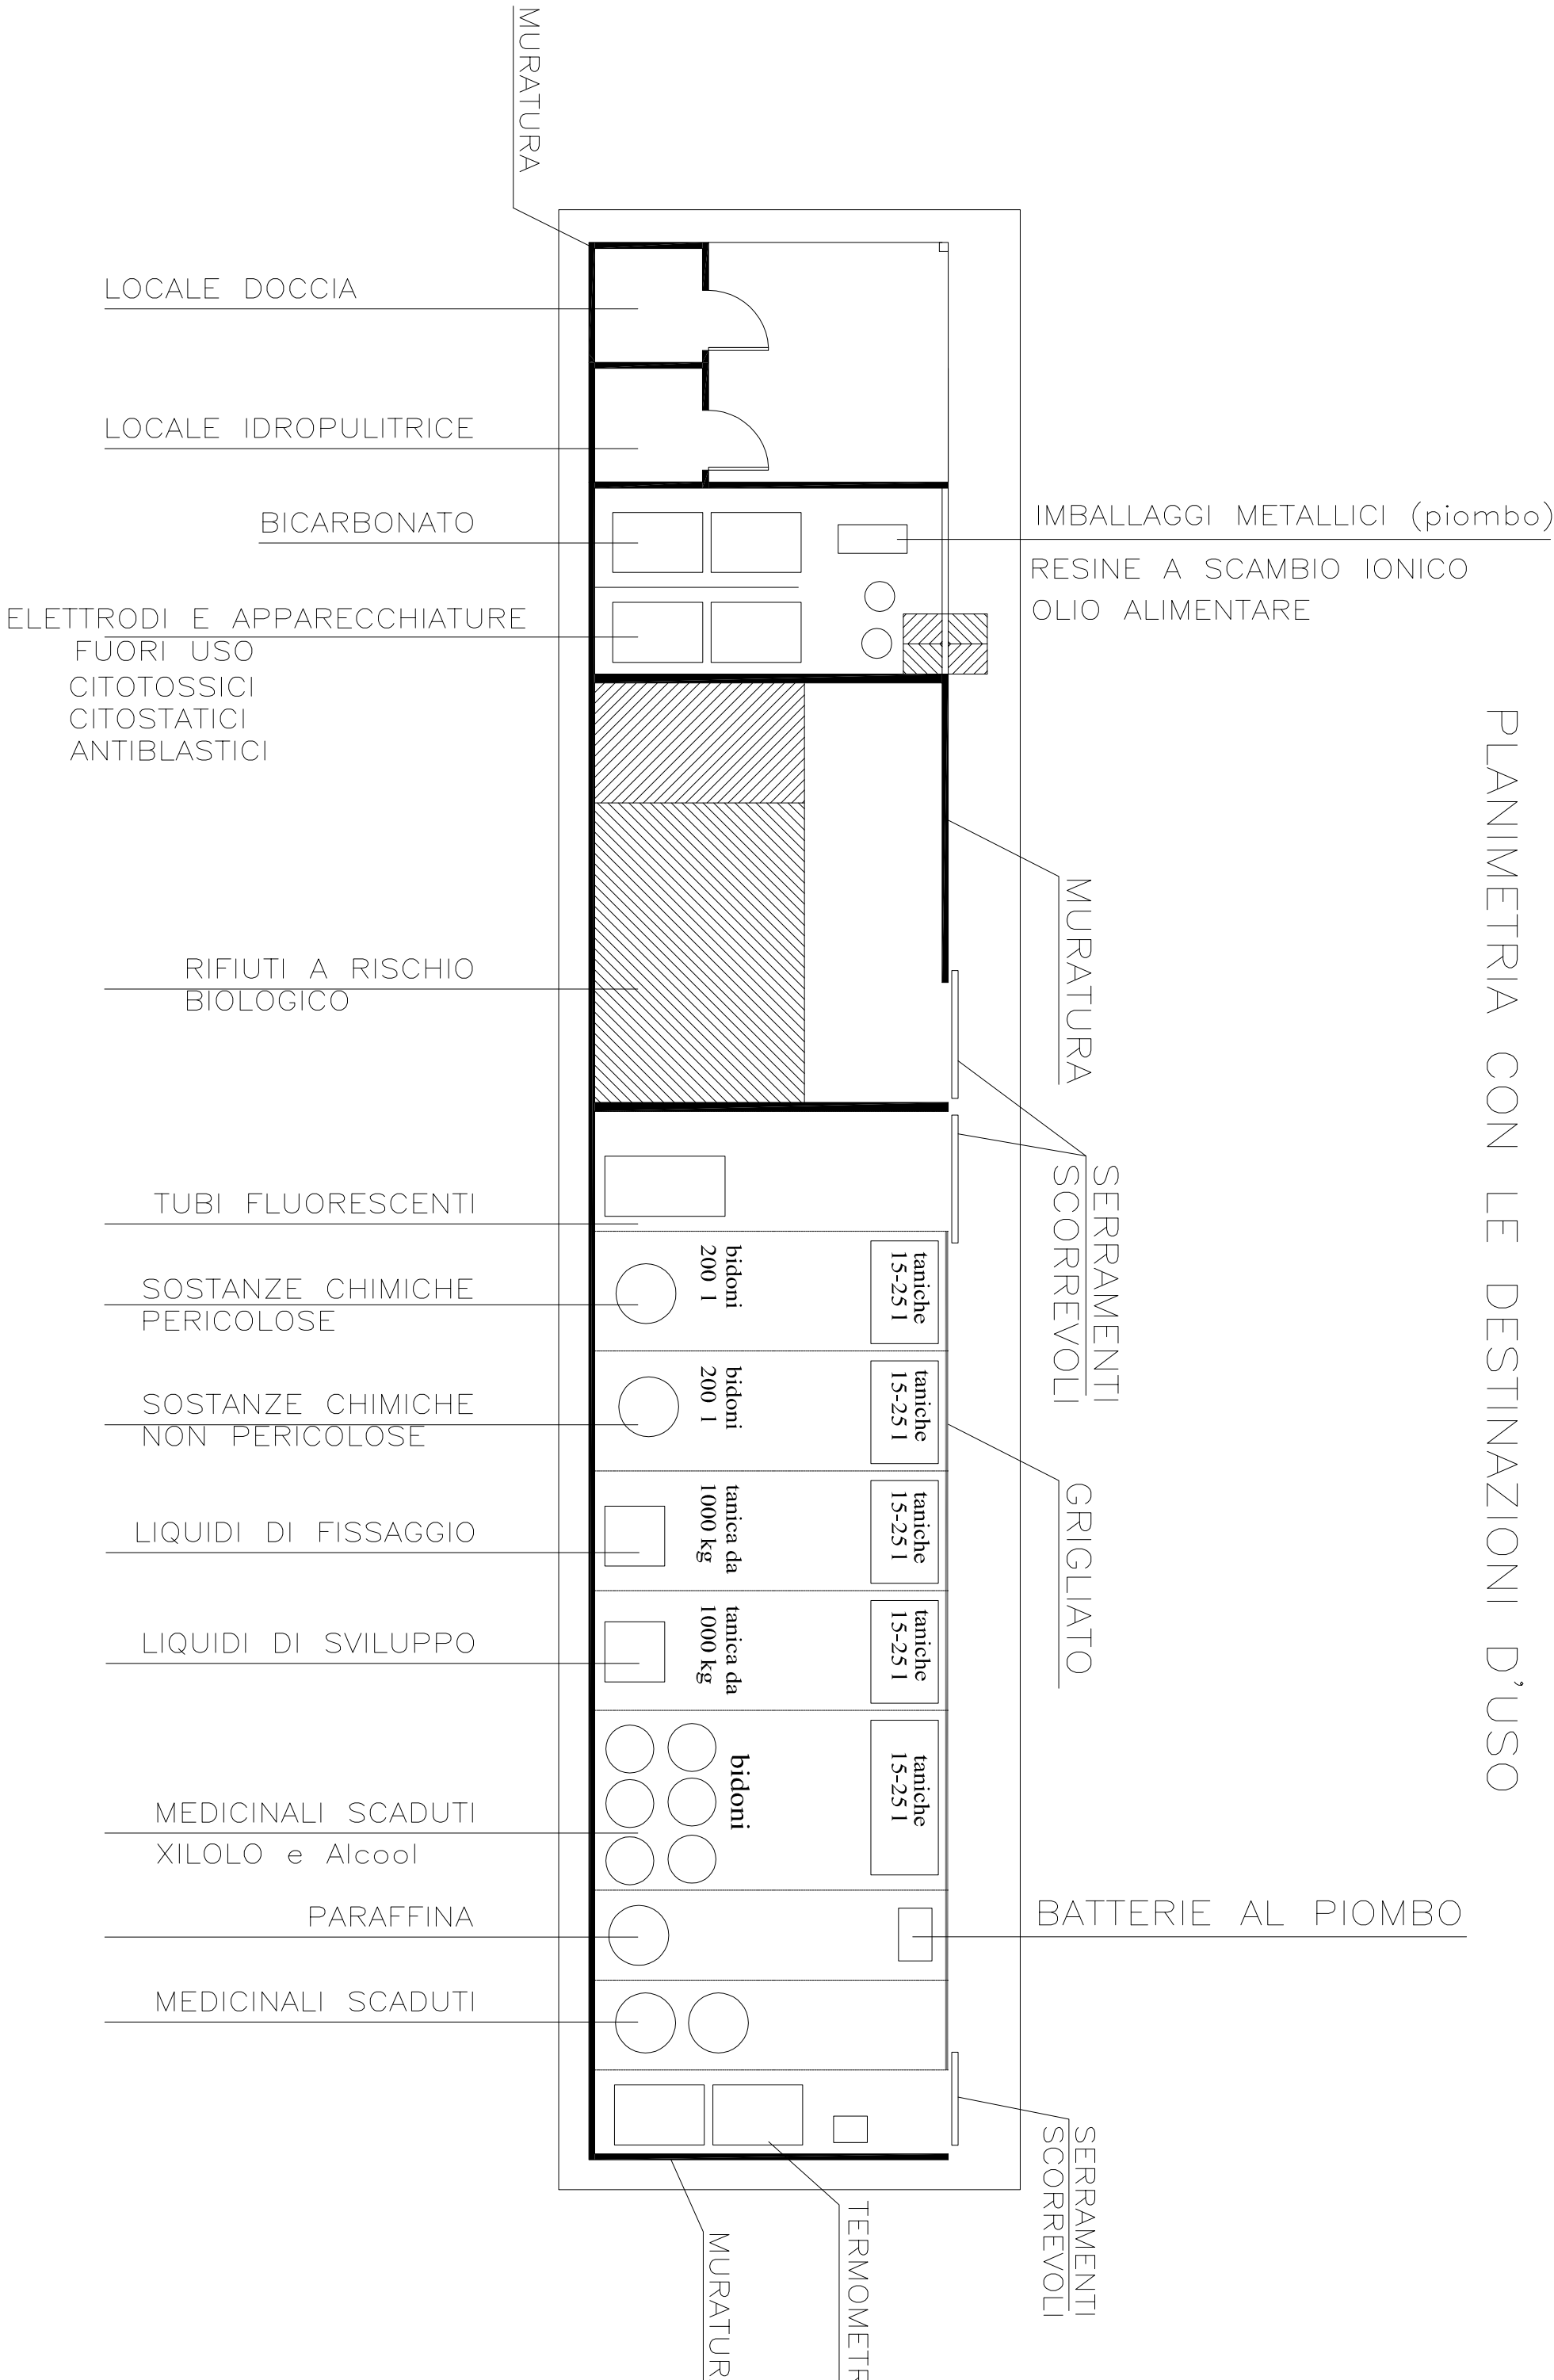 MURATURA
LOCALE DOCCIA
LOCALE IDROPULITRICE
BICARBONATO
IMBALLAGGI METALLICI (piombo)
RESINE A SCAMBIO IONICO
OLIO ALIMENTARE
ELETTRODI E APPARECCHIATURE
FUORI USO
CITOTOSSICI
CITOSTATICI
ANTIBLASTICI
PLANIMETRIA CON LE DESTINAZIONI D'USO
MURATURA
RIFIUTI A RISCHIO
BIOLOGICO
SERRAMENTI
SCORREVOLI
TUBI FLUORESCENTI
SOSTANZE CHIMICHE
PERICOLOSE
bidoni
200 l
taniche
15-25 l
SOSTANZE CHIMICHE
NON PERICOLOSE
bidoni
200 l
taniche
15-25 l
GRIGLIATO
LIQUIDI DI FISSAGGIO
tanica da
1000 kg
taniche
15-25 l
LIQUIDI DI SVILUPPO
tanica da
1000 kg
taniche
15-25 l
MEDICINALI SCADUTI
XILOLO e Alcool
bidoni
taniche
15-25 l
PARAFFINA
BATTERIE AL PIOMBO
MEDICINALI SCADUTI
SERRAMENTI
SCORREVOLI
TERMOMETR
MURATUR